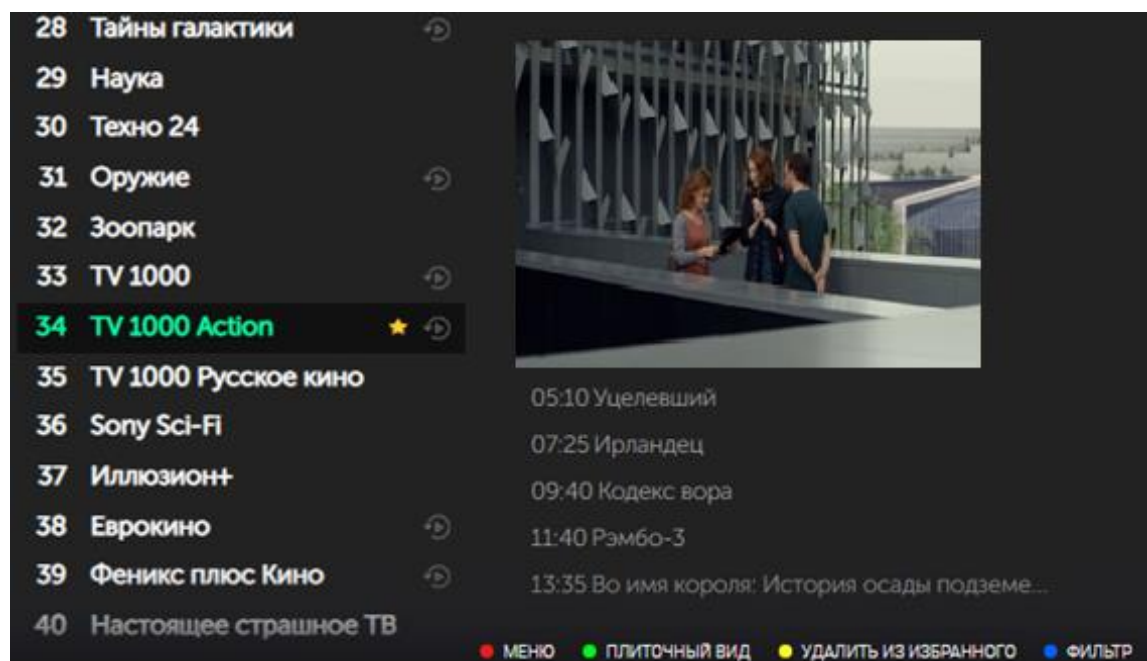 28 Тайны галактики
29 Наука
30 Техно 24
31 Оружие
32 Зоопарк
33 TV 1000
34 TV 1000 Action
35 TV 1000 Русское кино
36 Sony Sci-Fi
37 Иллюзион+
38 Еврокино
39 Феникс плюс Кино
40 Настоящее страшное ТВ
05:10 Уцелевший
07:25 Ирландец
09:40 Кодекс вора
11:40 Рэмбо-3
13:35 Во имя короля: История осады подземе...
МЕНЮ ПЛИТОЧНЫЙ ВИД УДАЛИТЬ ИЗ ИЗБРАННОГО ФИЛЬТР